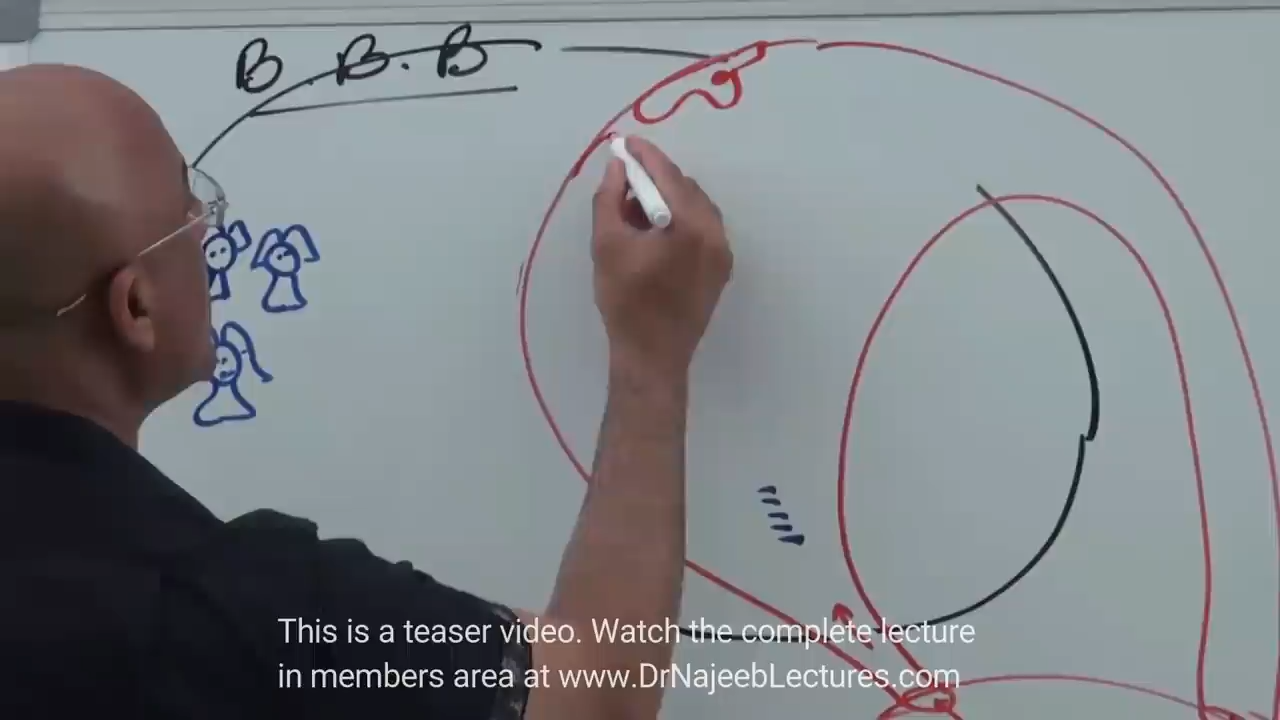 B. B. B
This is a teaser video. Watch the complete lecture
in members area at www.DrNajeebLectures.com